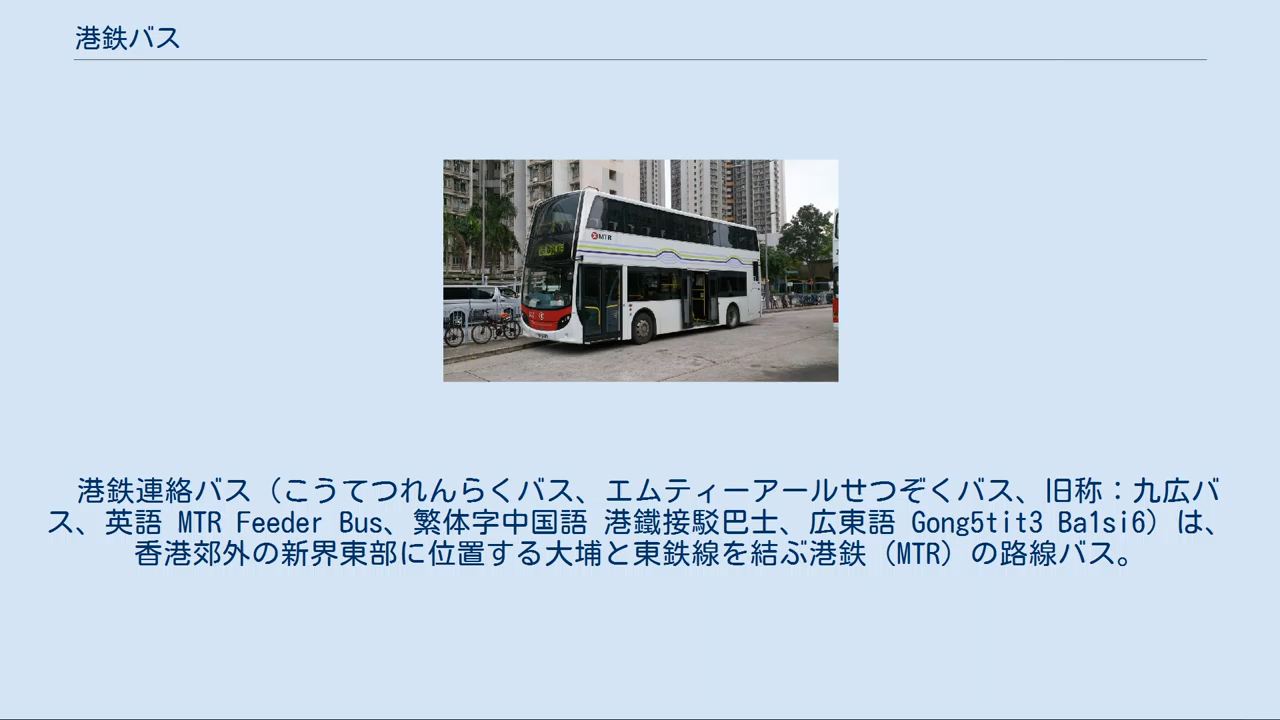 港鉄バス
MTR
港鉄連絡バス（こうてつれんらくバス、エムティーアールせつぞくバス、旧称：九広バ
ス、英語 MTR Feeder Bus、繁体字中国語 港鐵接駁巴士、広東語 Gong5tit3 Ba1si6）は、
香港郊外の新界東部に位置する大埔と東鉄線を結ぶ港鉄（MTR）の路線バス。